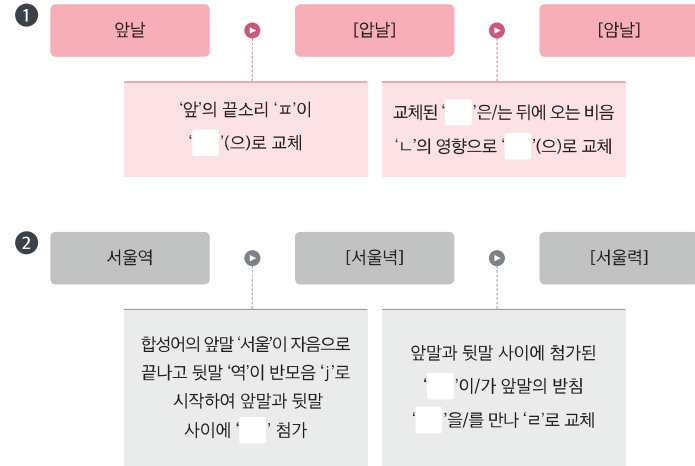 1 앞날 [압날] [암날]
'앞'의 끝소리 'ㅍ'이
' '(으)로 교체
교체된 ' '은/는 뒤에 오는 비음
'ㄴ'의 영향으로 ' '(으)로 교체
2 서울역 [서울녁] [서울력]
합성어의 앞말 '서울'이 자음으로
끝나고 뒷말 '역'이 반모음 'j'로
시작하여 앞말과 뒷말
사이에 ' ' 첨가
앞말과 뒷말 사이에 첨가된
' '이/가 앞말의 받침
' '을/를 만나 'ㄹ'로 교체